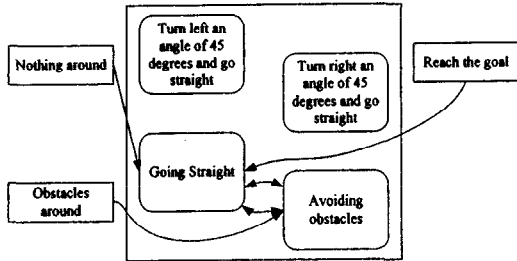 Turn left an
angle of 45
degrees and go
straight
Nothing around
Turn right an
angle of 45
degrees and go
straight
Reach the goal
Going Straight
Obstacles
around
Avoiding
obstacles